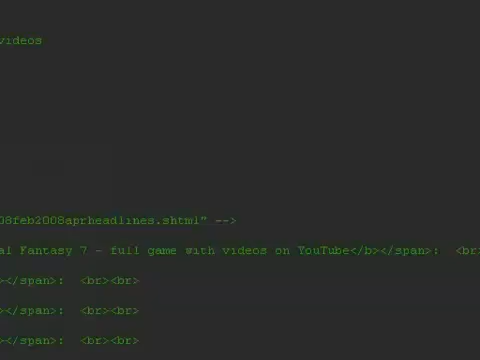 videos
08feb2008aprheadlines.shtml" -->
al Fantasy 7 - full game with videos on YouTube</b></span>: <br>
></span>: <br><br>
></span>: <br><br>
></span>: <br><br>